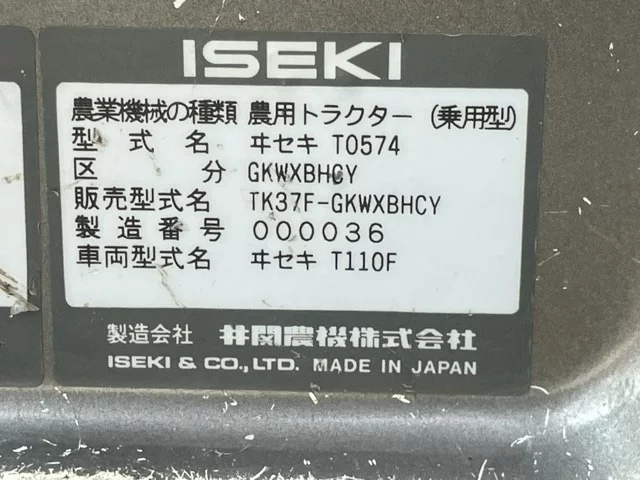 ISEKI
農業機械の種類 農用トラクター(乗用型)
型式名 ヰセキ T0574
区分 GKWXBHCY
販売型式名 TK37F-GKWXBHCY
製造番号 000036
車両型式名 ヰセキ T110F
製造会社 井関農機株式会社
ISEKI & CO.,LTD. MADE IN JAPAN